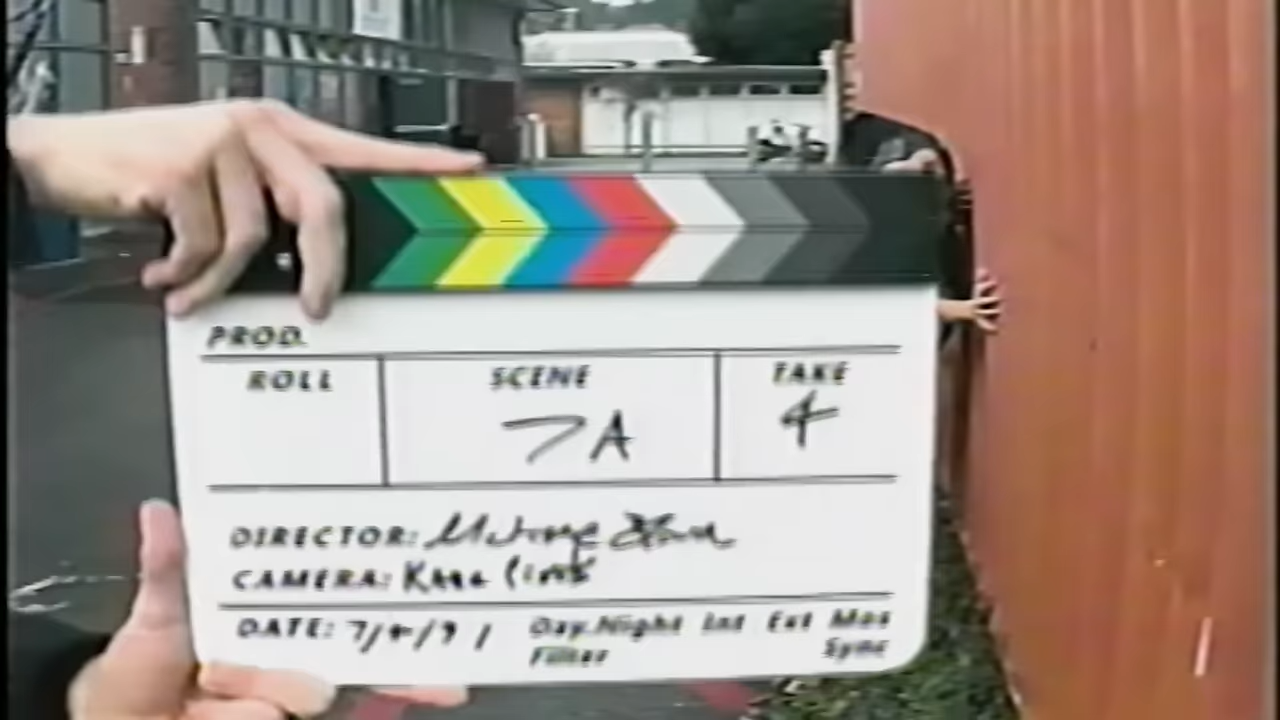 PROD.
ROLL SCENE TAKE
7A 4
DIRECTOR:
CAMERA:
DATE: 7/4/91 Day.Night Int Ext Mos
Filter Sync